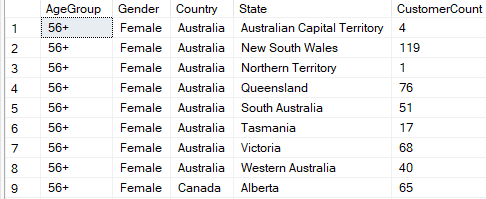 AgeGroup Gender Country State CustomerCount
1 56+ Female Australia Australian Capital Territory 4
2 56+ Female Australia New South Wales 119
3 56+ Female Australia Northern Territory 1
4 56+ Female Australia Queensland 76
5 56+ Female Australia South Australia 51
6 56+ Female Australia Tasmania 17
7 56+ Female Australia Victoria 68
8 56+ Female Australia Western Australia 40
9 56+ Female Canada Alberta 65